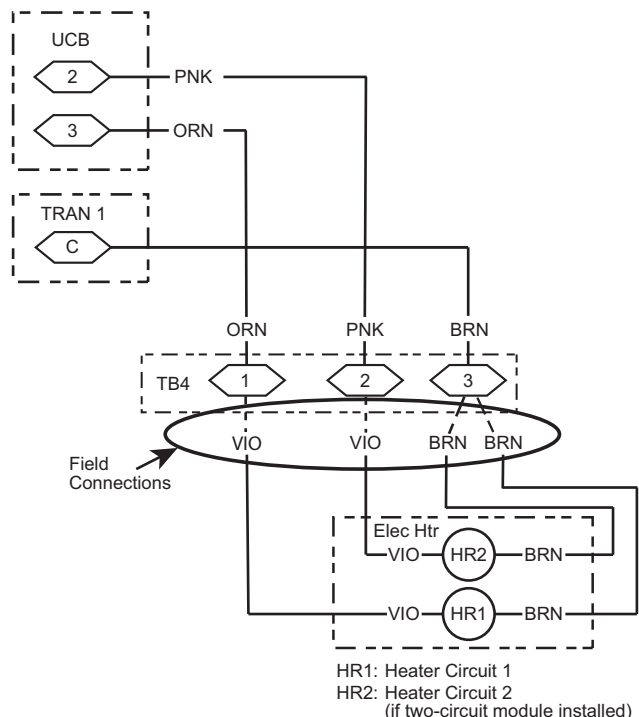 UCB
2 PNK
3 ORN
TRAN 1
C
ORN PNK BRN
TB4 1 2 3
VIO VIO BRN BRN
Field
Connections
Elec Htr
VIO HR2 BRN
VIO HR1 BRN
HR1: Heater Circuit 1
HR2: Heater Circuit 2
(if two-circuit module installed)